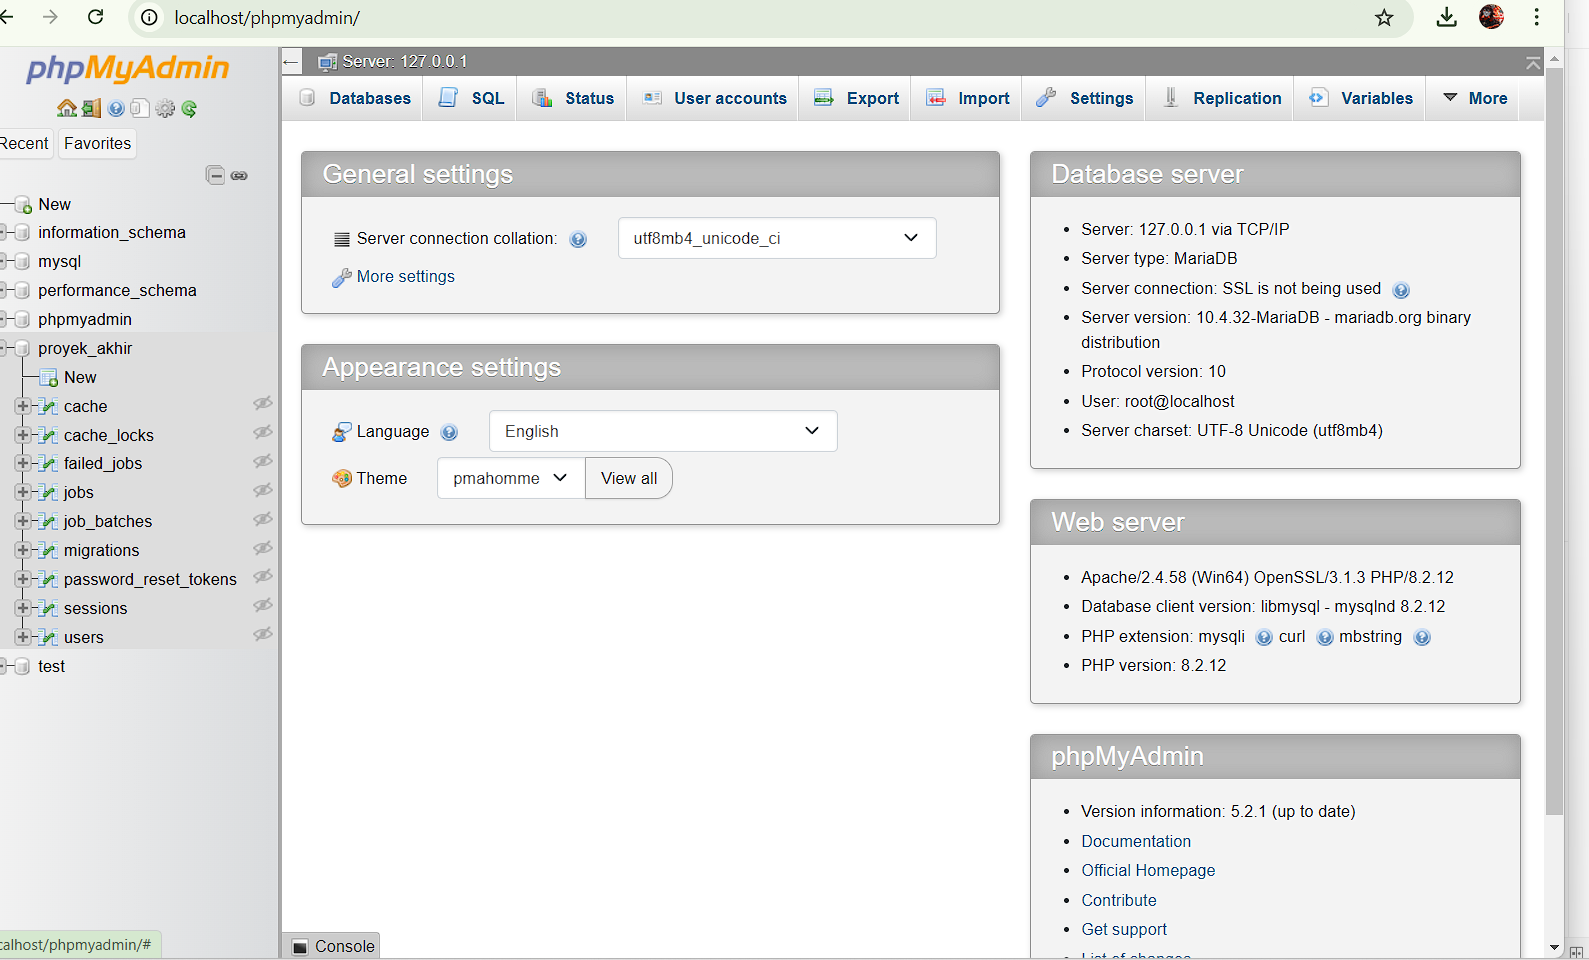 localhost/phpmyadmin/
phpMyAdmin
Recent
Favorites
New
information_schema
mysql
performance_schema
phpmyadmin
proyek_akhir
New
cache
cache_locks
failed_jobs
jobs
job_batches
migrations
password_reset_tokens
sessions
users
test
calhost/phpmyadmin/#
Server: 127.0.0.1
Databases
SQL
Status
User accounts
Export
Import
Settings
Replication
Variables
More
General settings
Server connection collation:
utf8mb4_unicode_ci
More settings
Appearance settings
Language
English
Theme
pmahomme
View all
Database server
Server: 127.0.0.1 via TCP/IP
Server type: MariaDB
Server connection: SSL is not being used
Server version: 10.4.32-MariaDB - mariadb.org binary
distribution
Protocol version: 10
User: root@localhost
Server charset: UTF-8 Unicode (utf8mb4)
Web server
Apache/2.4.58 (Win64) OpenSSL/3.1.3 PHP/8.2.12
Database client version: libmysql - mysqlnd 8.2.12
PHP extension: mysqli curl mbstring
PHP version: 8.2.12
phpMyAdmin
Version information: 5.2.1 (up to date)
Documentation
Official Homepage
Contribute
Get support
List of changes
Console